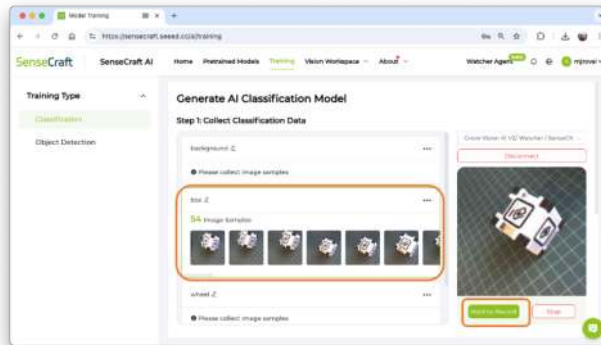 Model Training
https://sensecraft.seeed.cc/ai/training
SenseCraft
SenseCraft AI
Home
Pretrained Models
Training
Vision Workspace
About
Watcher Agent
mjrovai
Training Type
Classification
Object Detection
Generate AI Classification Model
Step 1: Collect Classification Data
background
Please collect image samples
box
54 Image Samples
wheel
Please collect image samples
Disconnect
Hold to Record
Stop